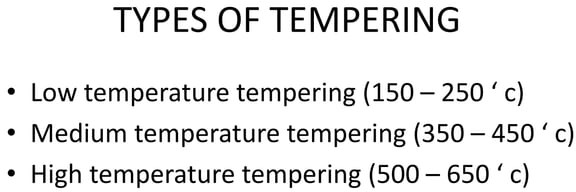 TYPES OF TEMPERING
• Low temperature tempering (150 – 250 ‘ c)
• Medium temperature tempering (350 – 450 ‘ c)
• High temperature tempering (500 – 650 ‘ c)